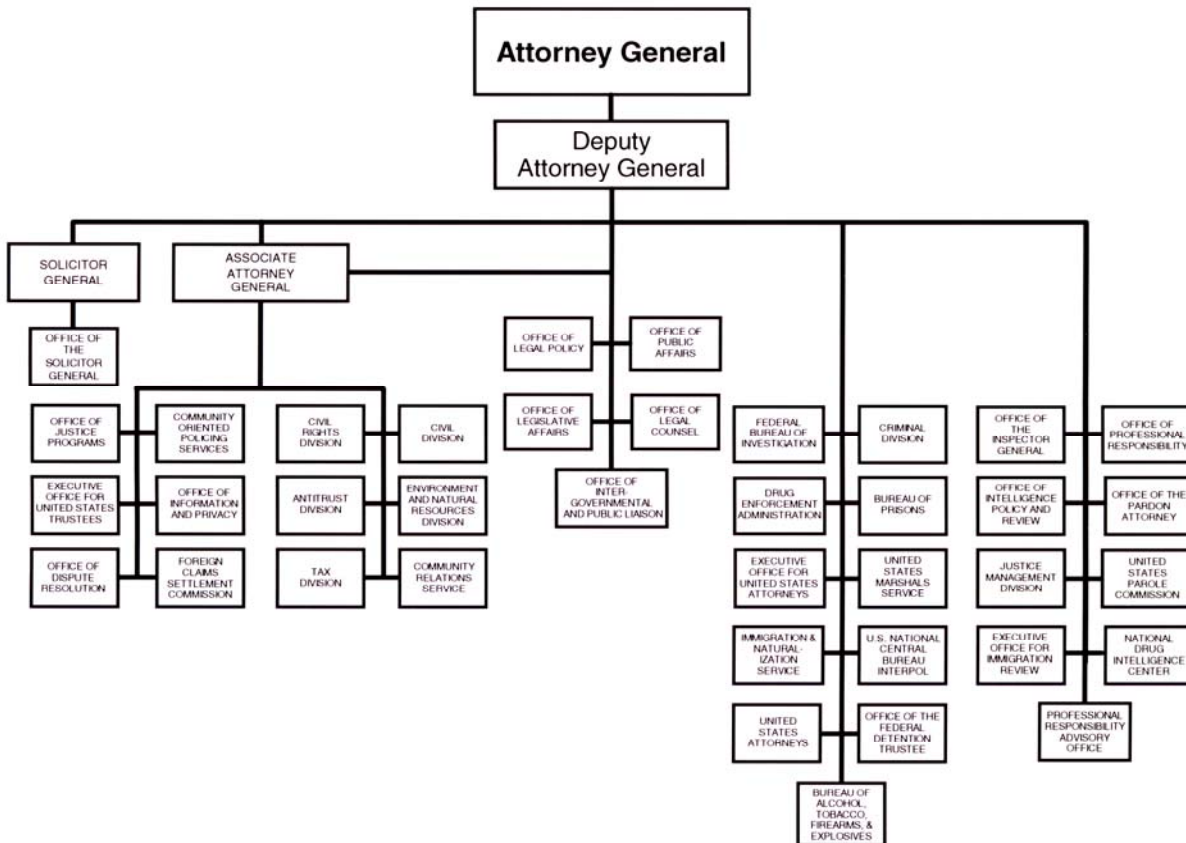 Attorney General
Deputy
Attorney General
SOLICITOR
GENERAL
ASSOCIATE
ATTORNEY
GENERAL
OFFICE OF
THE
SOLICITOR
GENERAL
OFFICE OF
LEGAL POLICY
OFFICE OF
PUBLIC
AFFAIRS
OFFICE OF
LEGISLATIVE
AFFAIRS
OFFICE OF
LEGAL
COUNSEL
OFFICE OF
INTER-
GOVERNMENTAL
AND PUBLIC LIAISON
OFFICE OF
JUSTICE
PROGRAMS
COMMUNITY
ORIENTED
POLICING
SERVICES
EXECUTIVE
OFFICE FOR
UNITED STATES
TRUSTEES
OFFICE OF
INFORMATION
AND PRIVACY
OFFICE OF
DISPUTE
RESOLUTION
FOREIGN
CLAIMS
SETTLEMENT
COMMISSION
CIVIL
RIGHTS
DIVISION
CIVIL
DIVISION
ANTITRUST
DIVISION
ENVIRONMENT
AND NATURAL
RESOURCES
DIVISION
TAX
DIVISION
COMMUNITY
RELATIONS
SERVICE
FEDERAL
BUREAU OF
INVESTIGATION
CRIMINAL
DIVISION
DRUG
ENFORCEMENT
ADMINISTRATION
BUREAU OF
PRISONS
EXECUTIVE
OFFICE FOR
UNITED STATES
ATTORNEYS
UNITED
STATES
MARSHALS
SERVICE
IMMIGRATION &
NATURAL-
IZATION
SERVICE
U.S. NATIONAL
CENTRAL
BUREAU
INTERPOL
UNITED
STATES
ATTORNEYS
OFFICE OF THE
FEDERAL
DETENTION
TRUSTEE
BUREAU OF
ALCOHOL,
TOBACCO,
FIREARMS, &
EXPLOSIVES
OFFICE OF
THE
INSPECTOR
GENERAL
OFFICE OF
PROFESSIONAL
RESPONSIBILITY
OFFICE OF
INTELLIGENCE
POLICY AND
REVIEW
OFFICE OF THE
PARDON
ATTORNEY
JUSTICE
MANAGEMENT
DIVISION
UNITED
STATES
PAROLE
COMMISSION
EXECUTIVE
OFFICE FOR
IMMIGRATION
REVIEW
NATIONAL
DRUG
INTELLIGENCE
CENTER
PROFESSIONAL
RESPONSIBILITY
ADVISORY
OFFICE